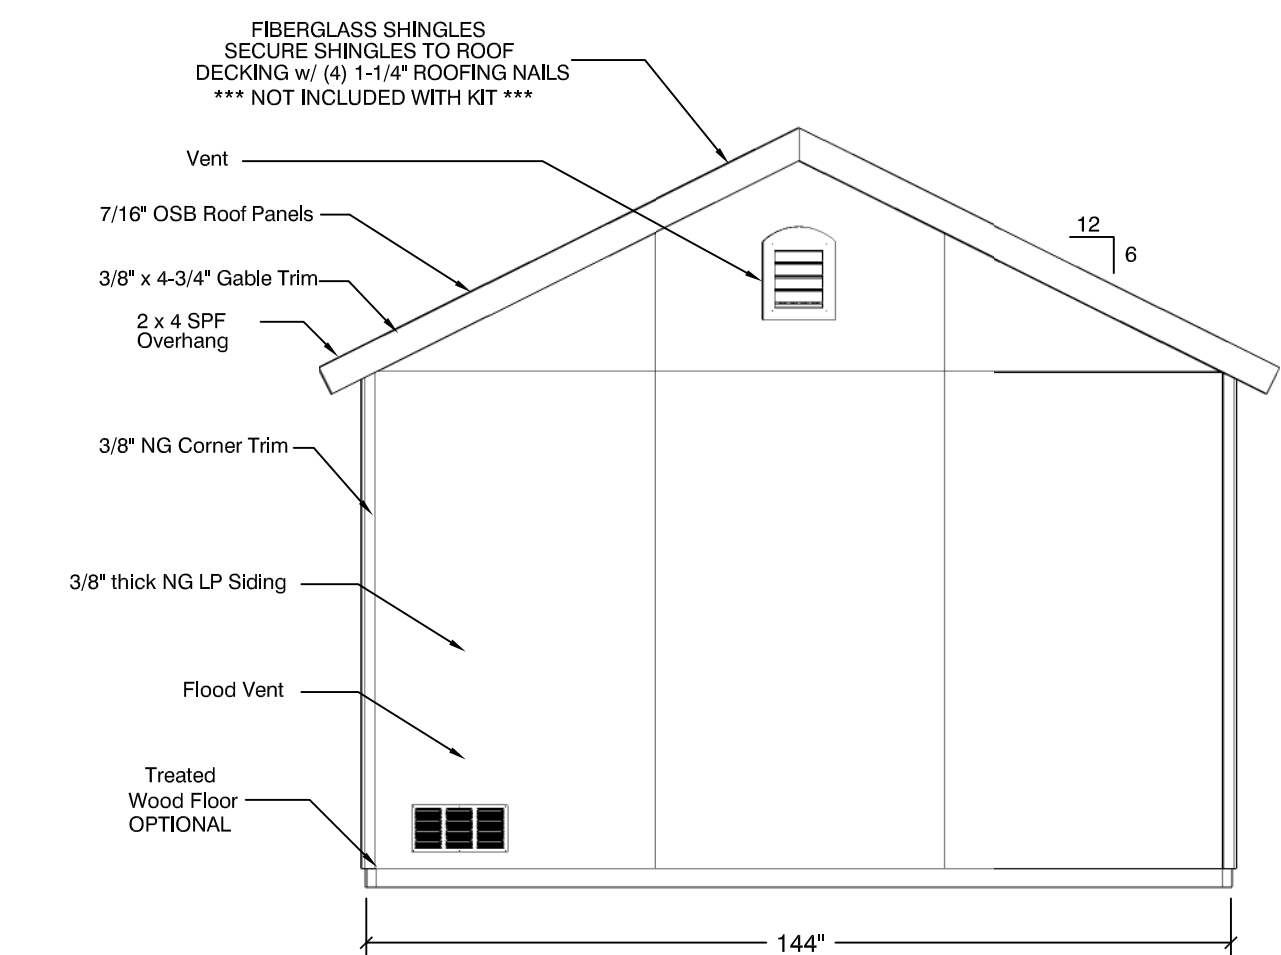 FIBERGLASS SHINGLES
SECURE SHINGLES TO ROOF
DECKING w/ (4) 1-1/4" ROOFING NAILS
*** NOT INCLUDED WITH KIT ***
Vent
7/16" OSB Roof Panels
12
6
3/8" x 4-3/4" Gable Trim
2 x 4 SPF
Overhang
3/8" NG Corner Trim
3/8" thick NG LP Siding
Flood Vent
Treated
Wood Floor
OPTIONAL
144"